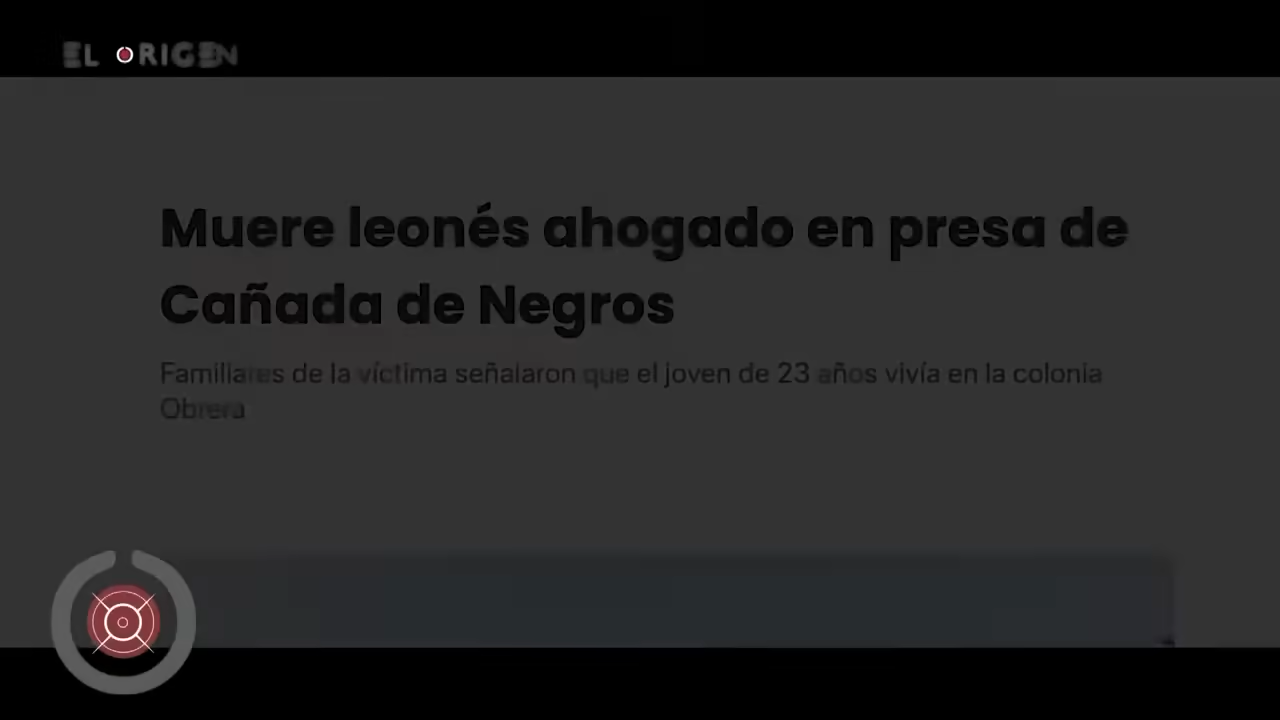 EL ORIGEN
Muere leonés ahogado en presa de
Cañada de Negros
Familiares de la víctima señalaron que el joven de 23 años vivía en la colonia
Obrera